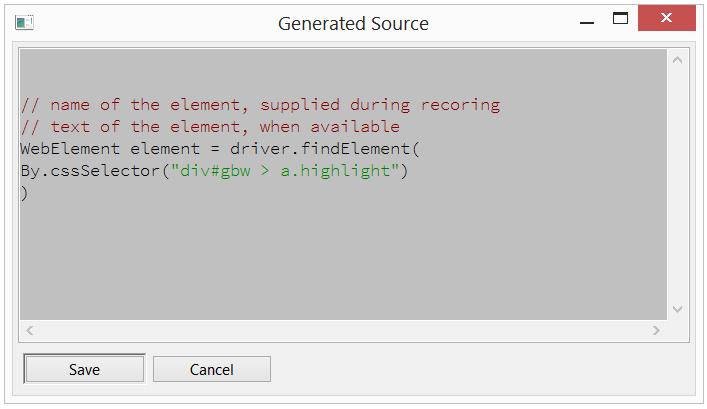 Generated Source
// name of the element, supplied during recoring
// text of the element, when available
WebElement element = driver.findElement(
By.cssSelector("div#gbw > a.highlight")
)
Save Cancel